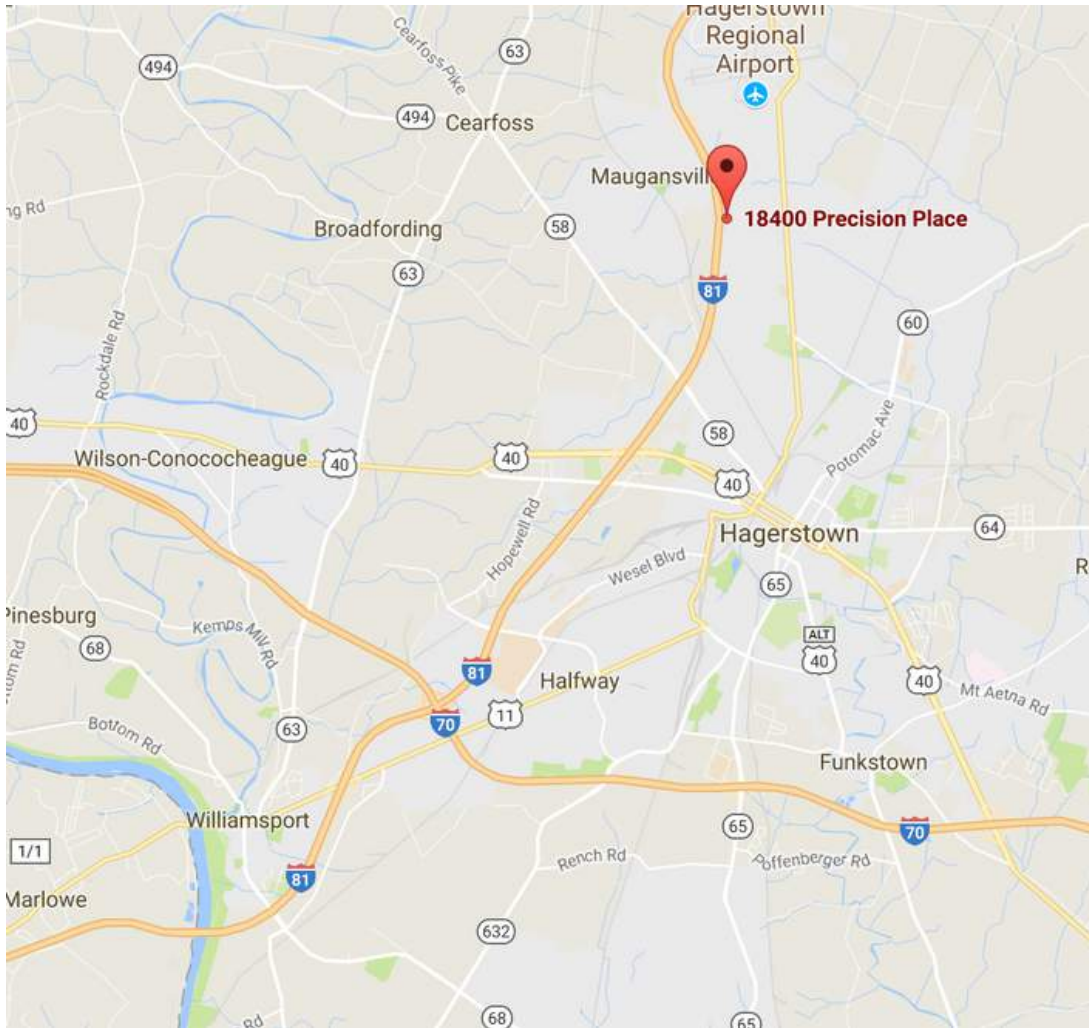 Hagerstown
Regional
Airport
63
Cearfoss Pike
494
494
Cearfoss
Maugansvill
ng Rd
18400 Precision Place
58
Broadfording
63
81
60
Rockdale Rd
40
58
Potomac Ave
40
40
Wilson-Conococheague
40
Hagerstown
64
Hopewell Rd
Wesel Blvd
R
65
Pinesburg
Kemps Mill Rd
68
ALT
40
ottom Rd
81
Halfway
40
Mt Aetna Rd
11
70
63
Bottom Rd
Funkstown
Williamsport
65
70
1/1
Rench Rd
Poffenberger Rd
81
Marlowe
632
Rd
68
65